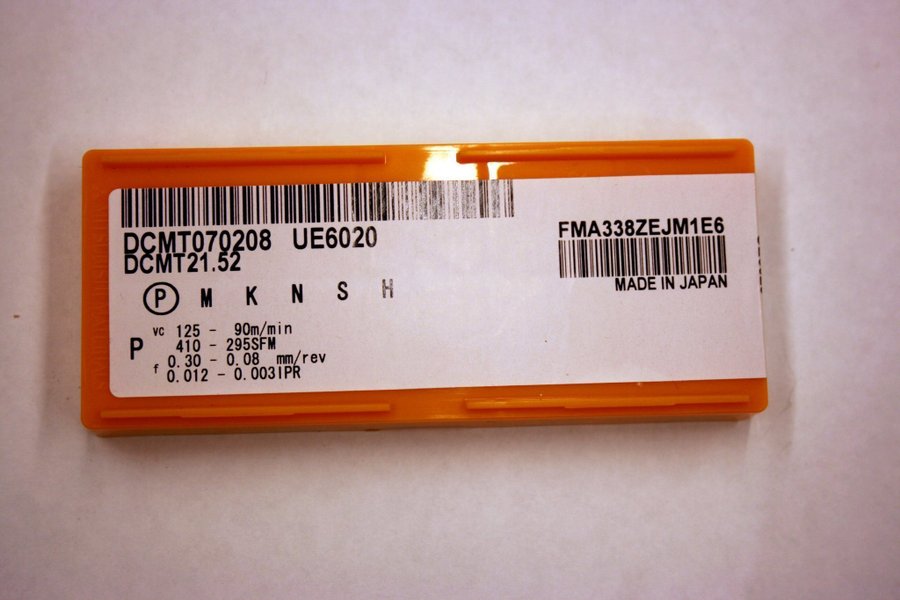 DCMT070208 UE6020
DCMT21.52
P M K N S H
P
vc 125 - 90m/min
410 - 295SFM
f 0.30 - 0.08 mm/rev
0.012 - 0.003IPR
FMA338ZEJM1E6
MADE IN JAPAN